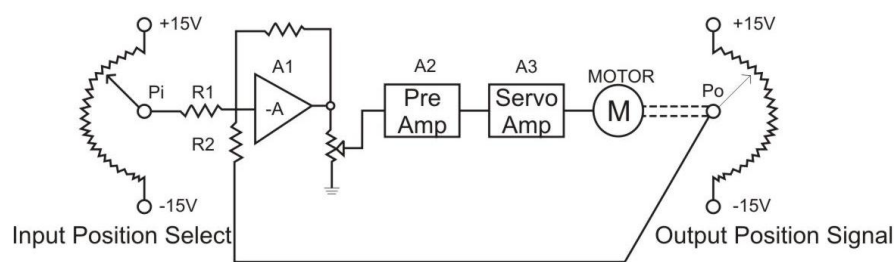 +15V
Pi
R1
R2
-15V
Input Position Select
A1
-A
A2
Pre
Amp
A3
Servo
Amp
MOTOR
M
+15V
Po
-15V
Output Position Signal